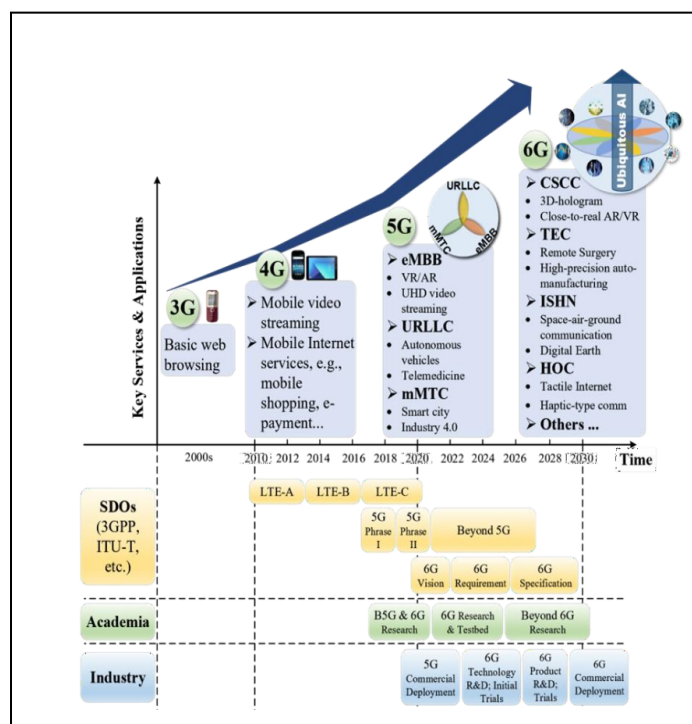 Key Services & Applications
3G
Basic web
browsing
4G
➢ Mobile video
streaming
➢ Mobile Internet
services, e.g.,
mobile
shopping, e-
payment...
5G
URLLC
mMTC
eMBB
➢ eMBB
• VR/AR
• UHD video
streaming
➢ URLLC
• Autonomous
vehicles
• Telemedicine
➢ mMTC
• Smart city
• Industry 4.0
6G
Ubiquitous AI
➢ CSCC
• 3D-hologram
• Close-to-real AR/VR
➢ TEC
• Remote Surgery
• High-precision auto-
manufacturing
➢ ISHN
• Space-air-ground
communication
• Digital Earth
➢ HOC
• Tactile Internet
• Haptic-type comm
➢ Others ...
2000s 2010 2012 2014 2016 2018 2020 2022 2024 2026 2028 2030 Time
SDOs
(3GPP,
ITU-T,
etc.)
LTE-A LTE-B LTE-C
5G
Phrase
I
5G
Phrase
II
Beyond 5G
6G
Vision
6G
Requirement
6G
Specification
Academia
B5G & 6G
Research
6G Research
& Testbed
Beyond 6G
Research
Industry
5G
Commercial
Deployment
6G
Technology
R&D; Initial
Trials
6G
Product
R&D;
Trials
6G
Commercial
Deployment